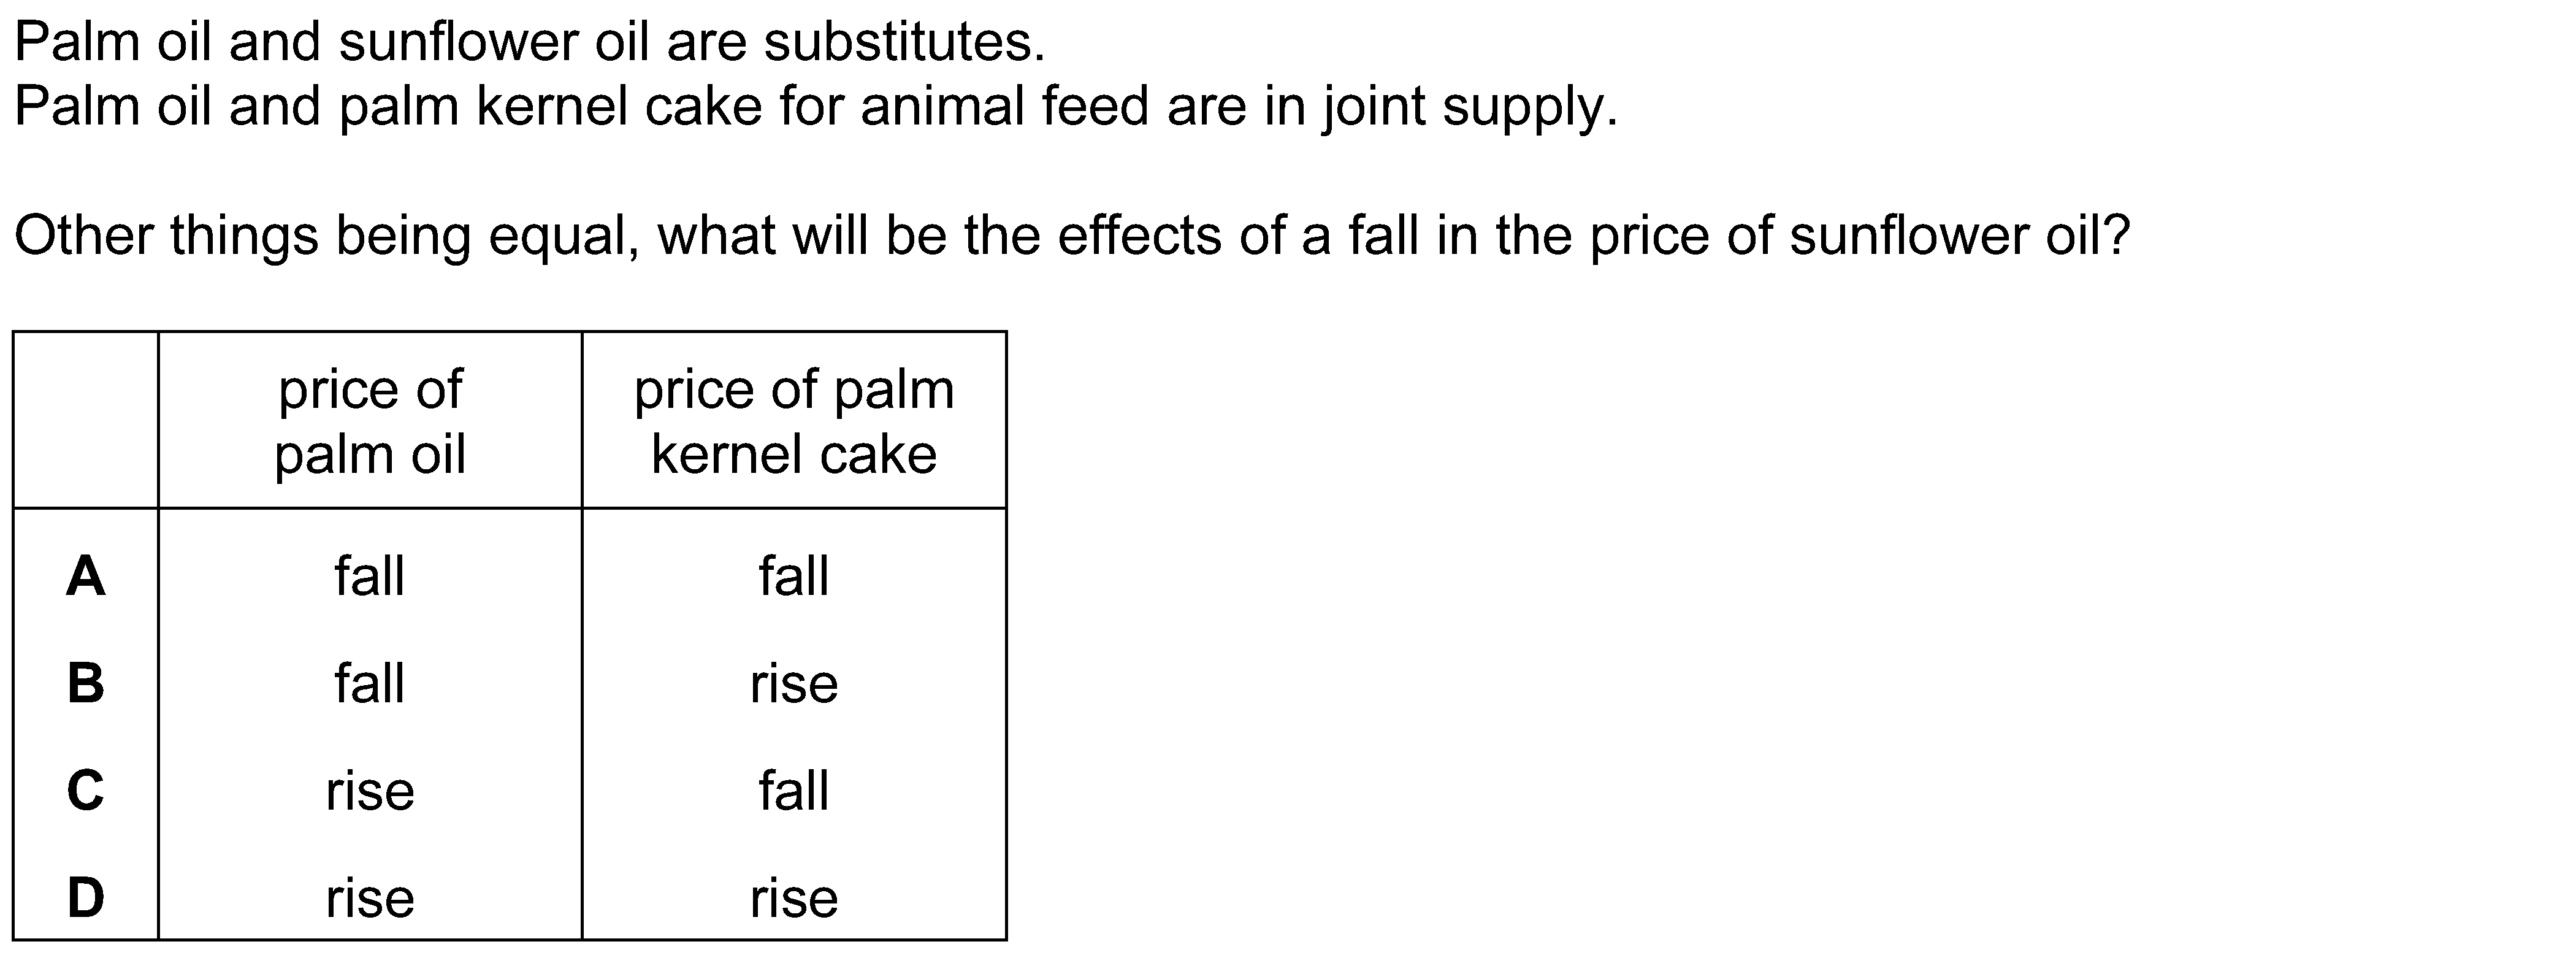 Palm oil and sunflower oil are substitutes.
Palm oil and palm kernel cake for animal feed are in joint supply.
Other things being equal, what will be the effects of a fall in the price of sunflower oil?
price of palm oil
price of palm kernel cake
A fall fall
B fall rise
C rise fall
D rise rise